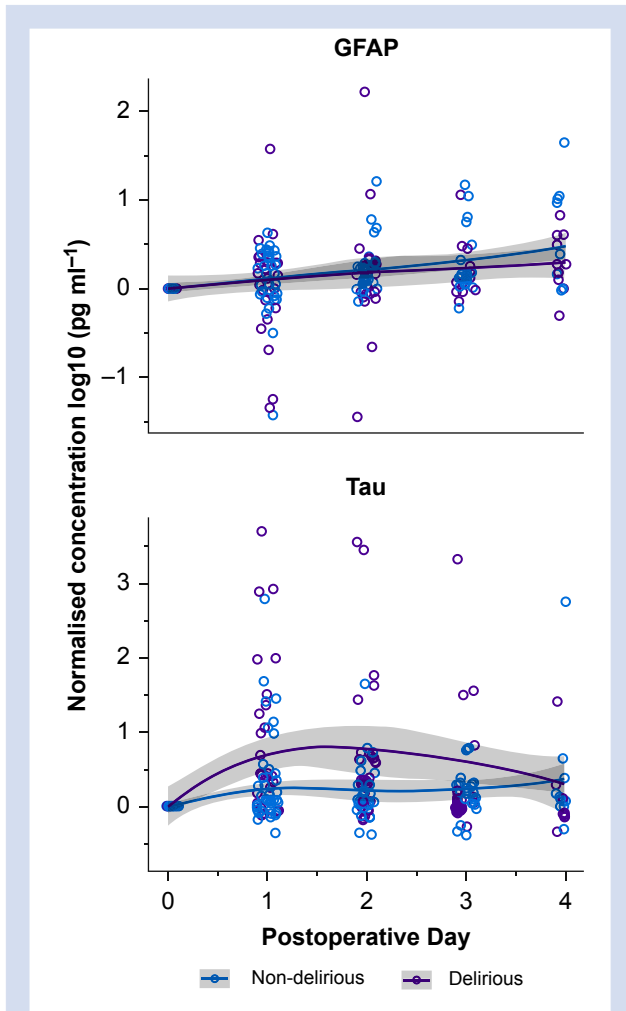 GFAP
2
1
0
−1
Normalised concentration log10 (pg ml−1)
Tau
3
2
1
0
0 1 2 3 4
Postoperative Day
Non-delirious Delirious